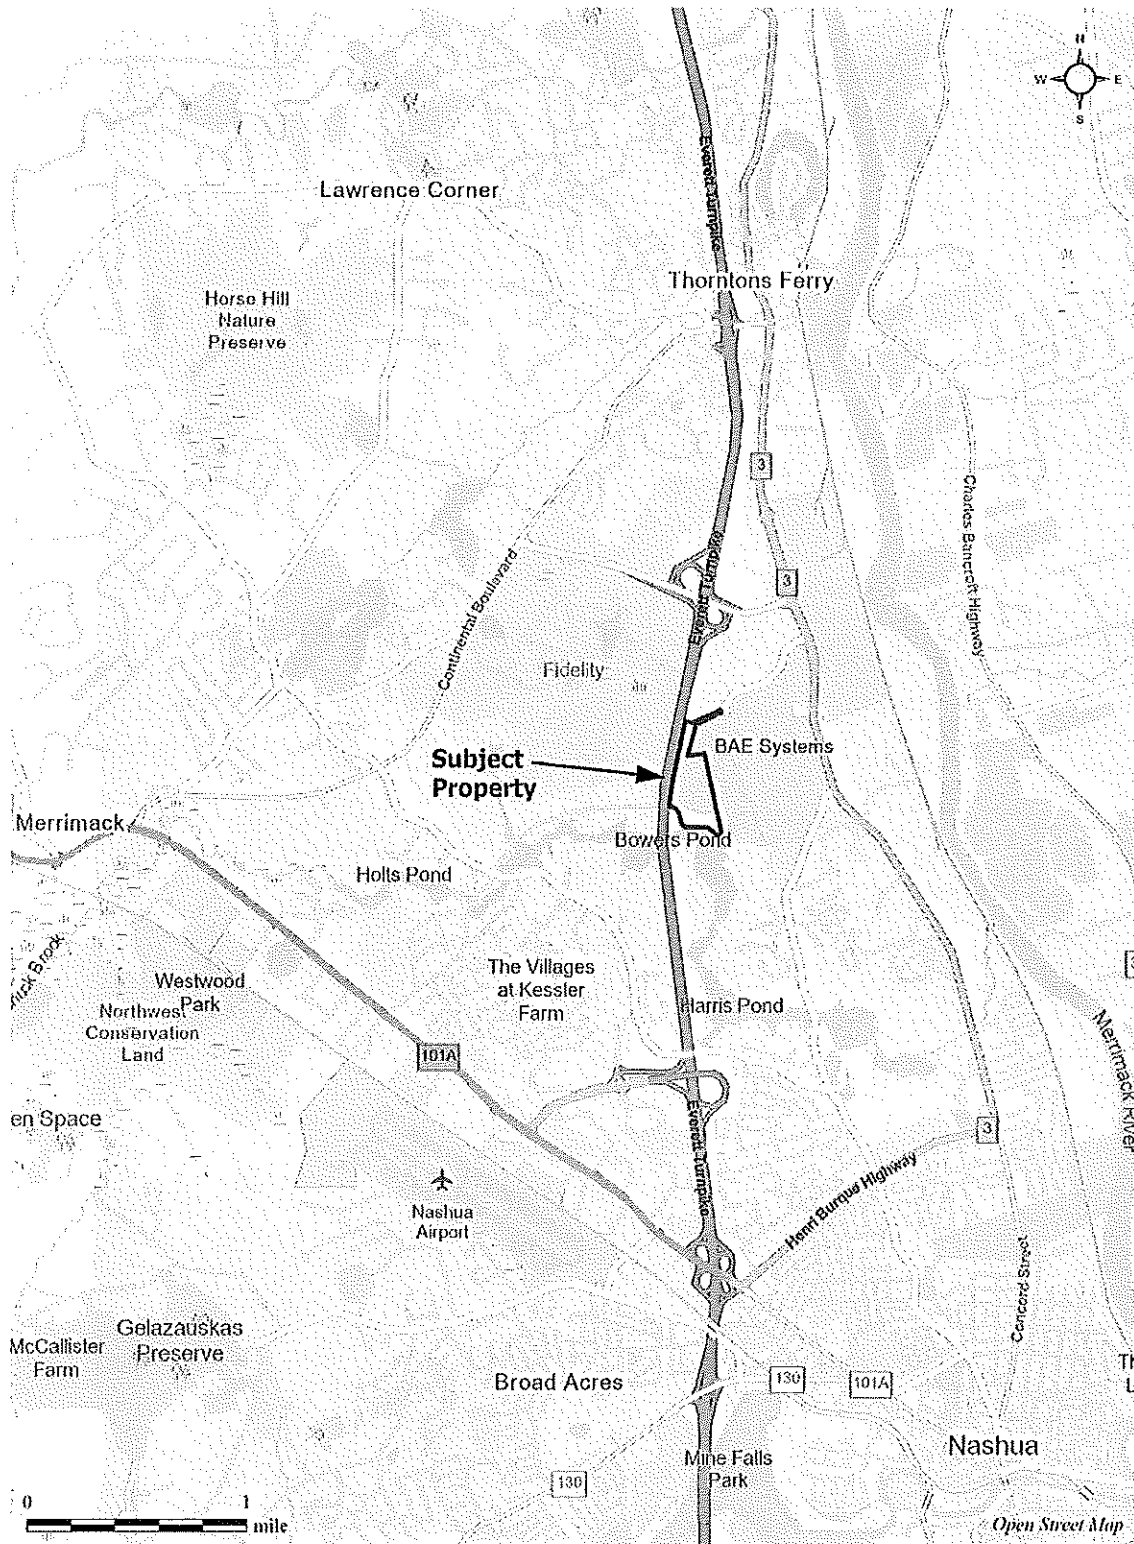 N
W E
S
Everett Turnpike
Lawrence Corner
Thorntons Ferry
Horse Hill
Nature
Preserve
3
Charles Bancroft Highway
Continental Boulevard
Everett Turnpike
3
Fidelity
Subject
Property
BAE Systems
Merrimack
Bowers Pond
Holts Pond
Brook
Westwood
Park
The Villages
at Kessler
Farm
Harris Pond
Northwest
Conservation
Land
Merrimack River
101A
en Space
Everett Turnpike
3
Henri Burque Highway
Nashua
Airport
Concord Street
McCallister
Farm
Gelazauskas
Preserve
Broad Acres
130
101A
Nashua
Mine Falls
Park
130
0 1
mile
Open Street Map